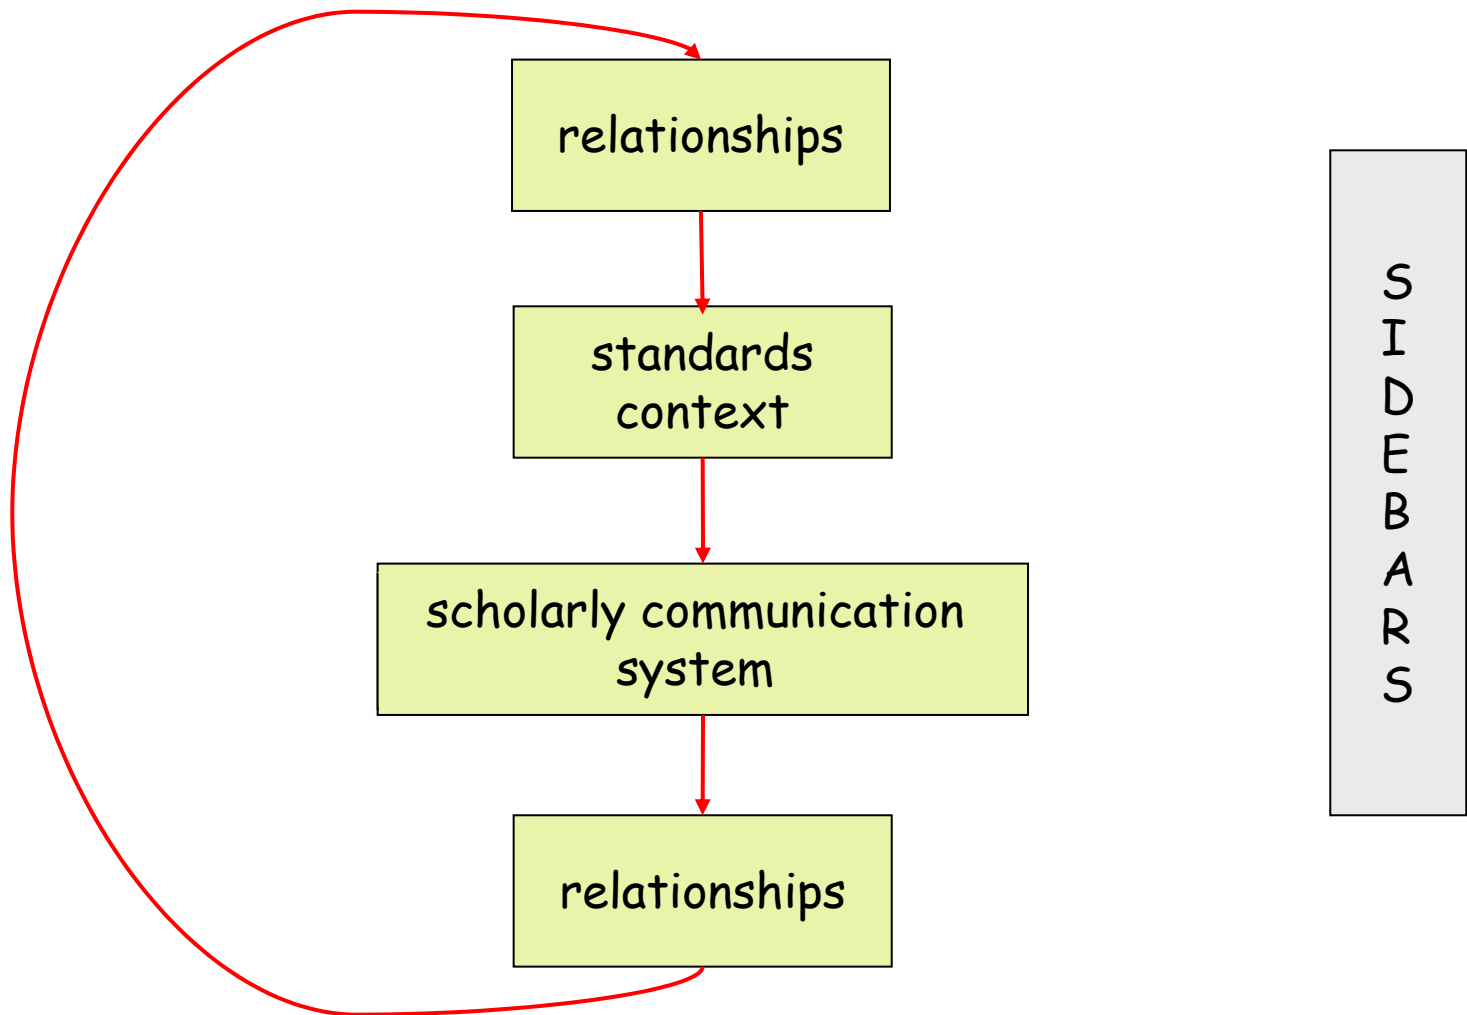 relationships
standards
context
scholarly communication
system
relationships
S
I
D
E
B
A
R
S